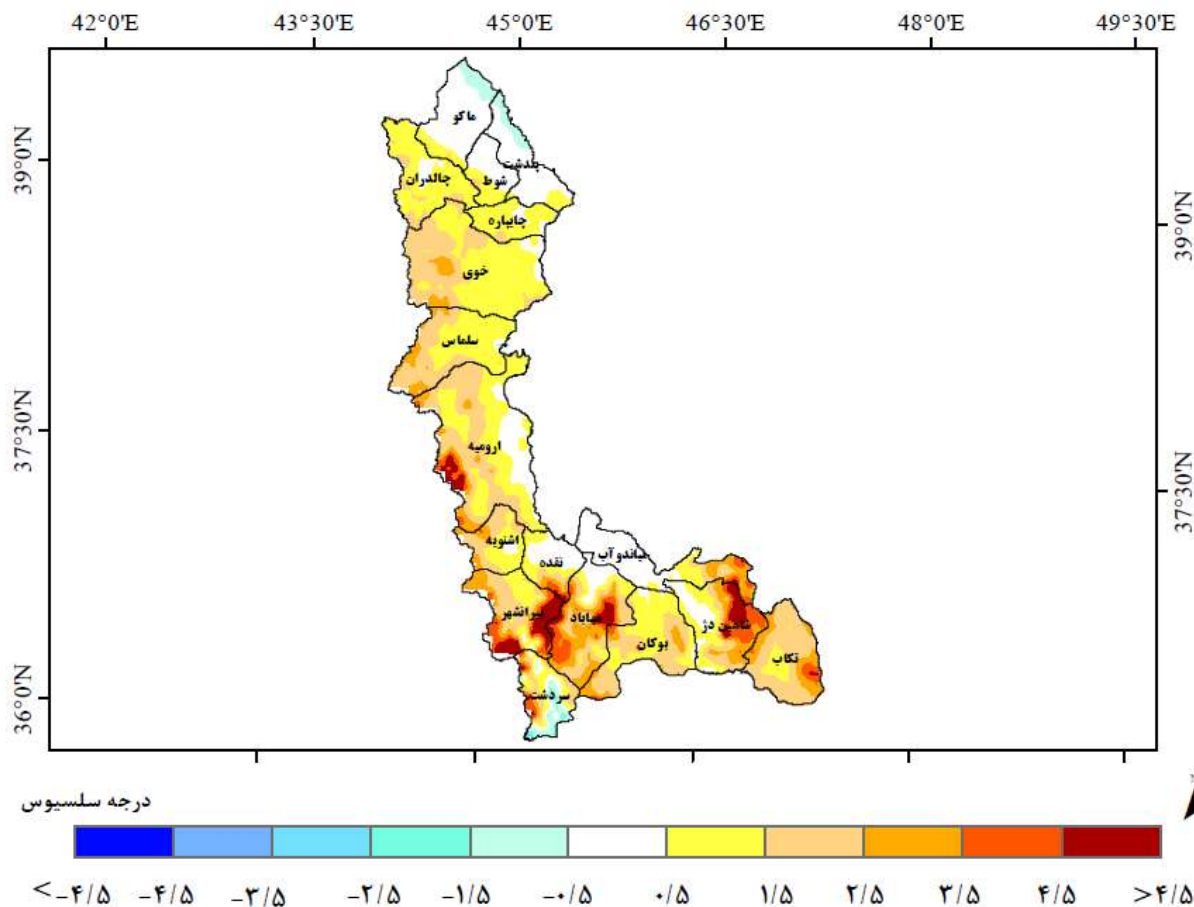 42°0'E 43°30'E 45°0'E 46°30'E 48°0'E 49°30'E
39°0'N
39°0'N
37°30'N
37°30'N
36°0'N
36°0'N
ماکو
پلدشت
شوط
چالدران
چایپاره
خوی
سلماس
ارومیه
اشنویه
نقده
میاندوآب
پیرانشهر
مهاباد
بوکان
شاهین دژ
تکاب
سردشت
درجه سلسیوس
<-۴/۵ -۴/۵ -۳/۵ -۲/۵ -۱/۵ -۰/۵ ۰/۵ ۱/۵ ۲/۵ ۳/۵ ۴/۵ >۴/۵